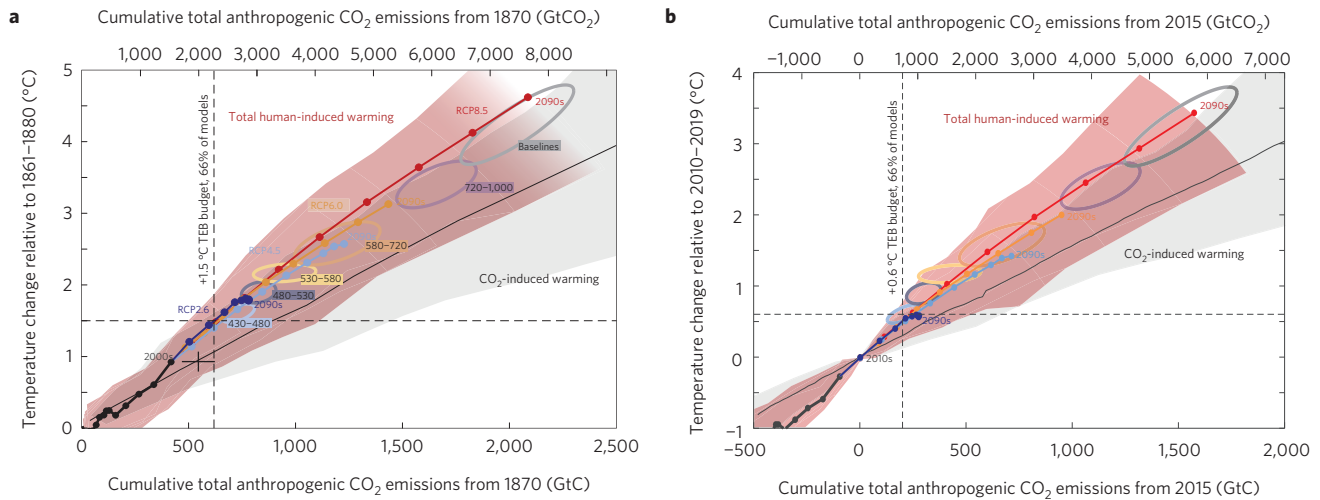 a
Cumulative total anthropogenic CO₂ emissions from 1870 (GtCO₂)
1,000 2,000 3,000 4,000 5,000 6,000 7,000 8,000
Temperature change relative to 1861–1880 (°C)
5
4
3
2
1
0
+1.5 °C TEB budget, 66% of models
Total human-induced warming
RCP8.5
2090s
Baselines
720–1,000
RCP6.0
RCP4.5
580–720
530–580
480–530
RCP2.6
2090s
430–480
2000s
CO₂-induced warming
0 500 1,000 1,500 2,000 2,500
Cumulative total anthropogenic CO₂ emissions from 1870 (GtC)
b
Cumulative total anthropogenic CO₂ emissions from 2015 (GtCO₂)
−1,000 0 1,000 2,000 3,000 4,000 5,000 6,000 7,000
Temperature change relative to 2010–2019 (°C)
4
3
2
1
0
−1
+0.6 °C TEB budget, 66% of models
Total human-induced warming
2090s
2090s
2090s
2090s
2010s
CO₂-induced warming
−500 0 500 1,000 1,500 2,000
Cumulative total anthropogenic CO₂ emissions from 2015 (GtC)